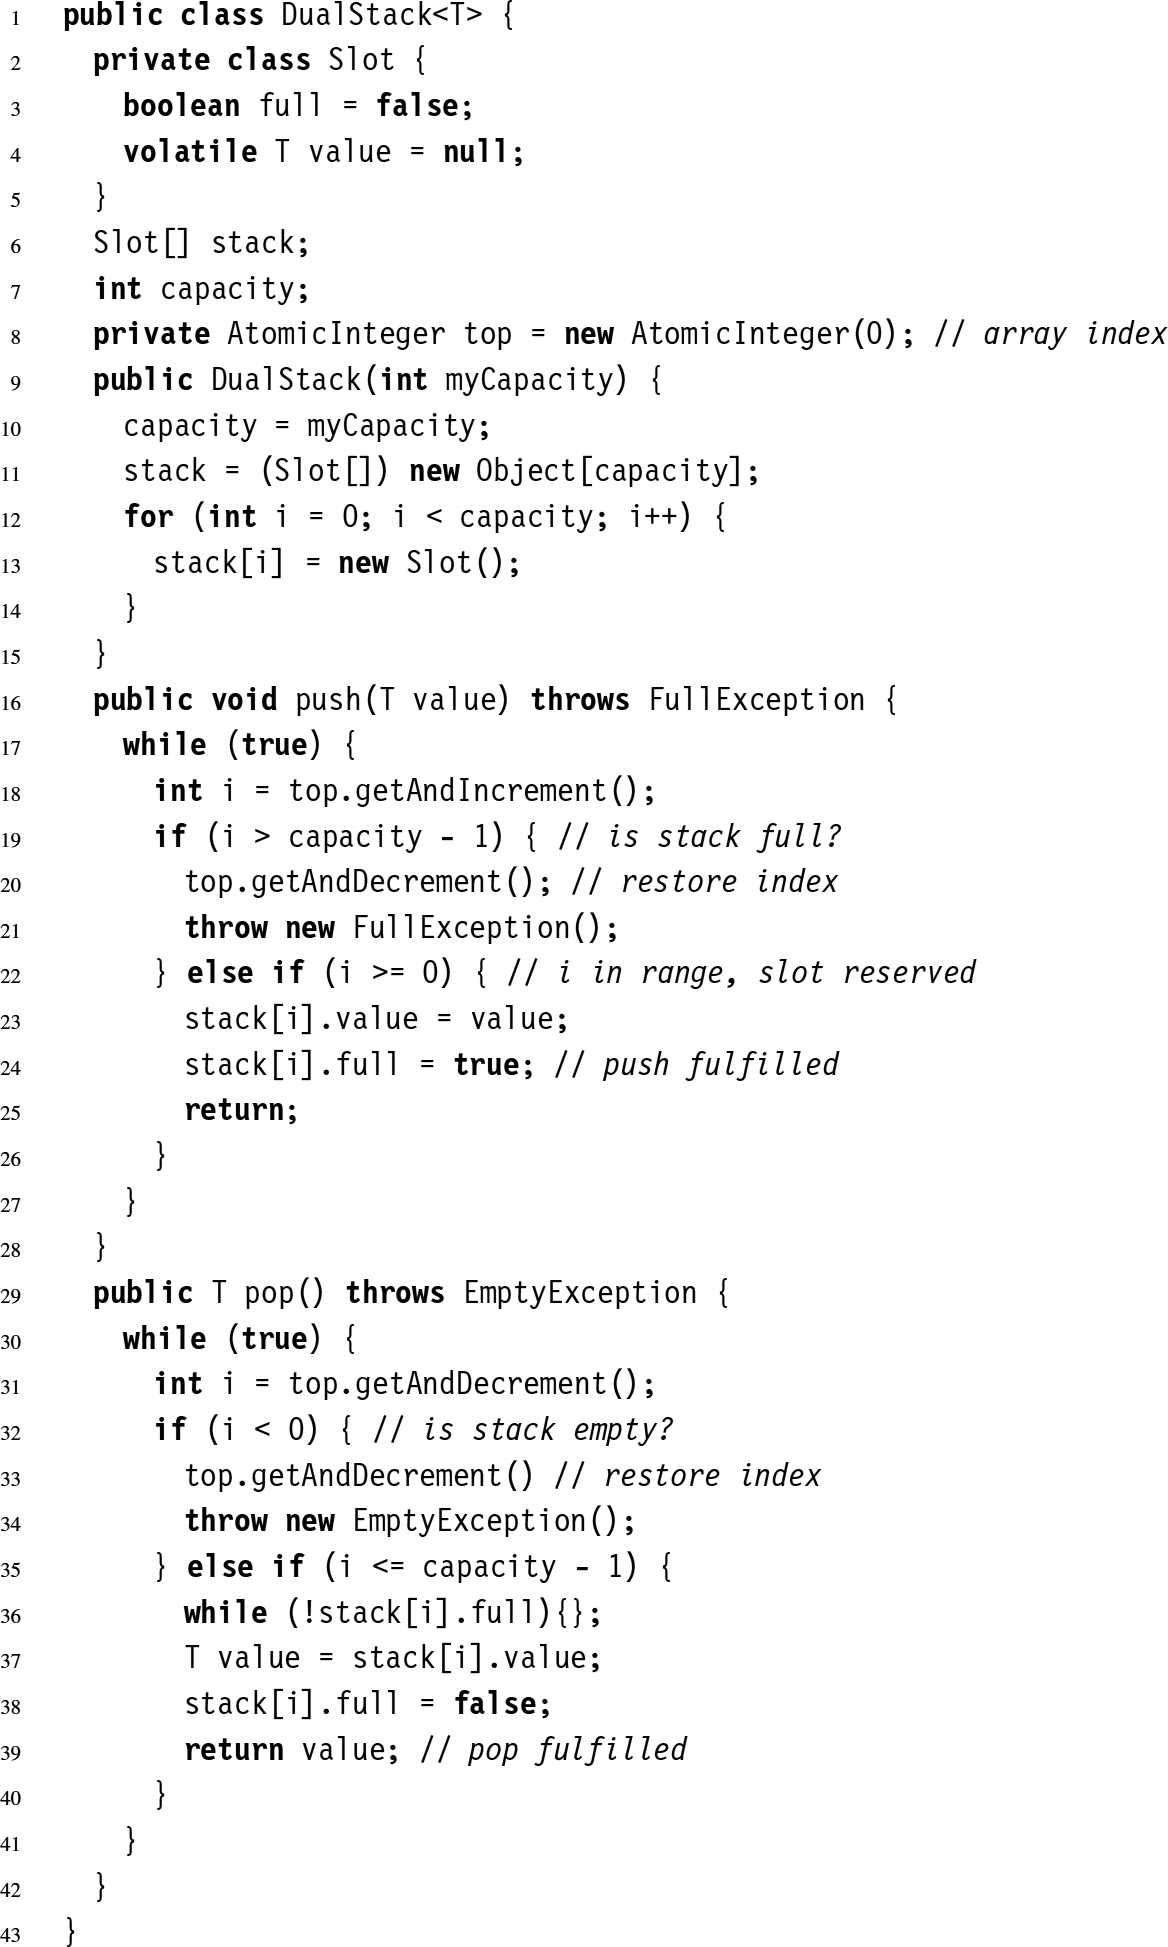 1 public class DualStack<T> {
2 private class Slot {
3 boolean full = false;
4 volatile T value = null;
5 }
6 Slot[] stack;
7 int capacity;
8 private AtomicInteger top = new AtomicInteger(0); // array index
9 public DualStack(int myCapacity) {
10 capacity = myCapacity;
11 stack = (Slot[]) new Object[capacity];
12 for (int i = 0; i < capacity; i++) {
13 stack[i] = new Slot();
14 }
15 }
16 public void push(T value) throws FullException {
17 while (true) {
18 int i = top.getAndIncrement();
19 if (i > capacity - 1) { // is stack full?
20 top.getAndDecrement(); // restore index
21 throw new FullException();
22 } else if (i >= 0) { // i in range, slot reserved
23 stack[i].value = value;
24 stack[i].full = true; // push fulfilled
25 return;
26 }
27 }
28 }
29 public T pop() throws EmptyException {
30 while (true) {
31 int i = top.getAndDecrement();
32 if (i < 0) { // is stack empty?
33 top.getAndDecrement() // restore index
34 throw new EmptyException();
35 } else if (i <= capacity - 1) {
36 while (!stack[i].full){};
37 T value = stack[i].value;
38 stack[i].full = false;
39 return value; // pop fulfilled
40 }
41 }
42 }
43 }